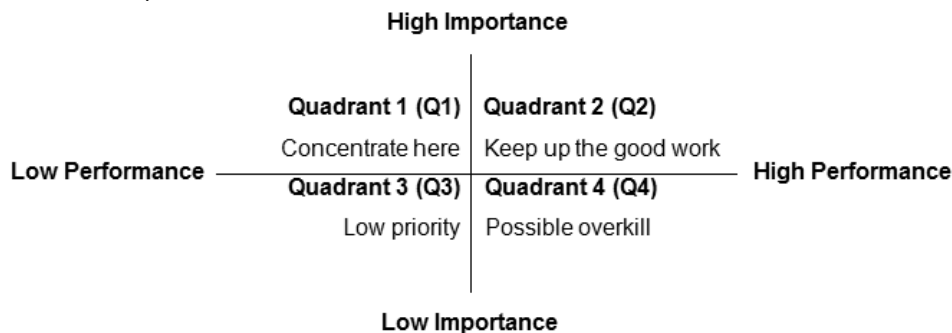 High Importance
Quadrant 1 (Q1) Quadrant 2 (Q2)
Concentrate here Keep up the good work
Low Performance High Performance
Quadrant 3 (Q3) Quadrant 4 (Q4)
Low priority Possible overkill
Low Importance